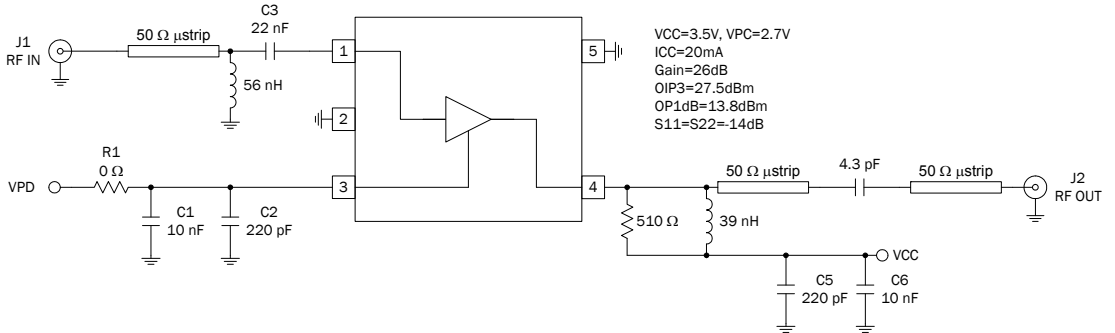 J1
RF IN
50 Ω µstrip
C3
22 nF
56 nH
1
2
3
4
5
VCC=3.5V, VPC=2.7V
ICC=20mA
Gain=26dB
OIP3=27.5dBm
OP1dB=13.8dBm
S11=S22=-14dB
VPD
R1
0 Ω
C1
10 nF
C2
220 pF
510 Ω
39 nH
50 Ω µstrip
4.3 pF
50 Ω µstrip
J2
RF OUT
VCC
C5
220 pF
C6
10 nF